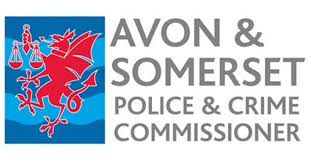 AVON &
SOMERSET
POLICE & CRIME
COMMISSIONER